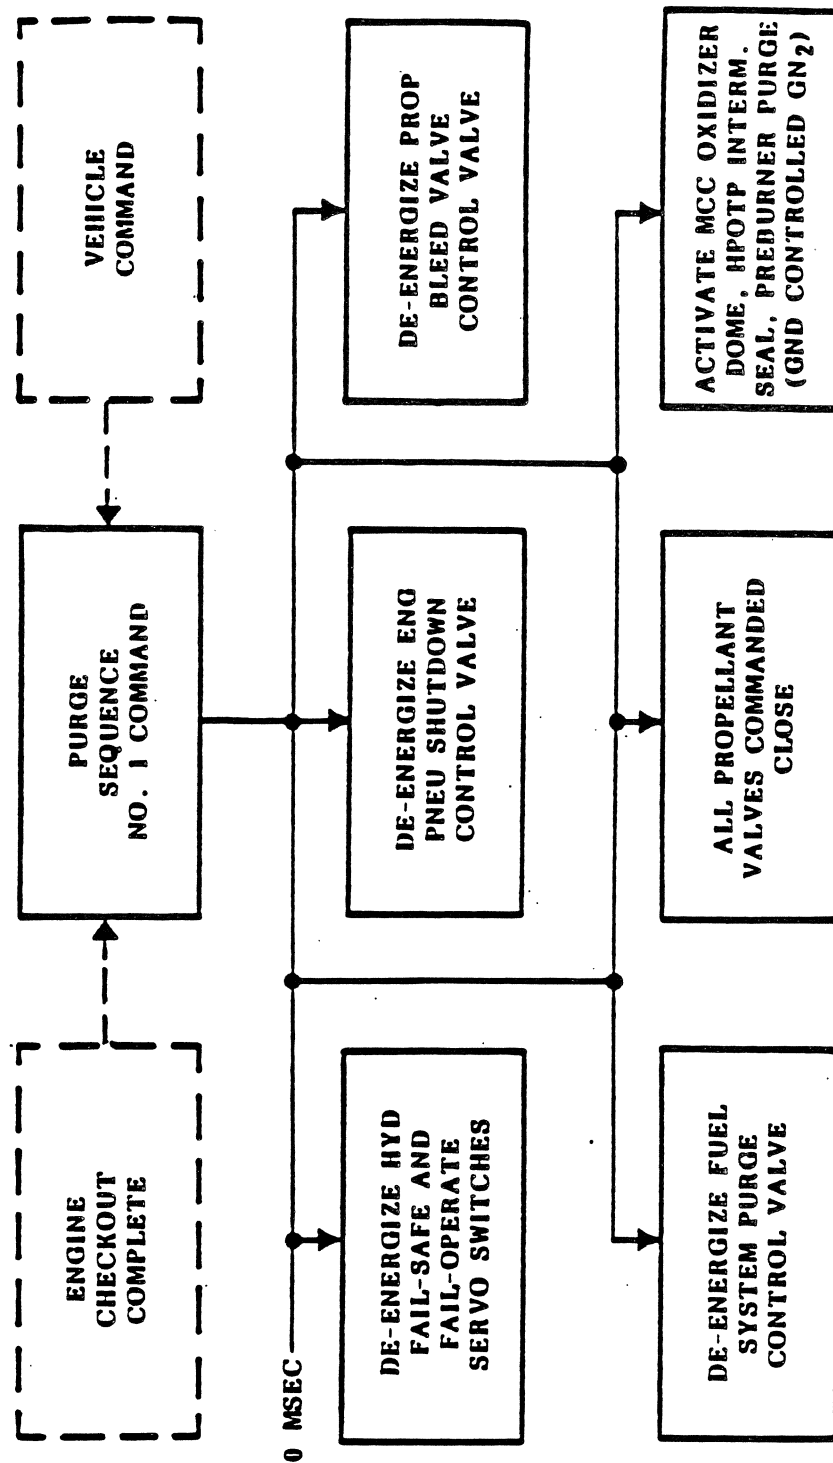 ENGINE
CHECKOUT
COMPLETE
PURGE
SEQUENCE
NO. 1 COMMAND
VEHICLE
COMMAND
0 MSEC
DE-ENERGIZE HYD
FAIL-SAFE AND
FAIL-OPERATE
SERVO SWITCHES
DE-ENERGIZE ENG
PNEU SHUTDOWN
CONTROL VALVE
DE-ENERGIZE PROP
BLEED VALVE
CONTROL VALVE
DE-ENERGIZE FUEL
SYSTEM PURGE
CONTROL VALVE
ALL PROPELLANT
VALVES COMMANDED
CLOSE
ACTIVATE MCC OXIDIZER
DOME, HPOTP INTERM.
SEAL, PREBURNER PURGE
(GND CONTROLLED GN₂)